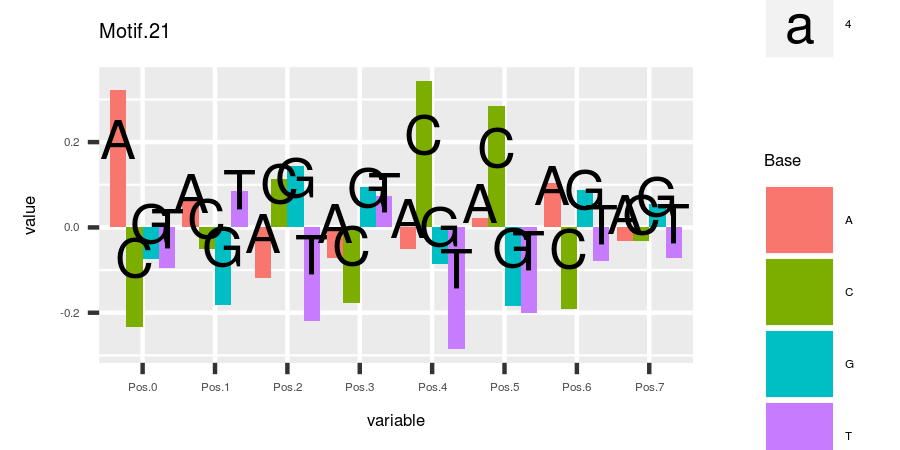 Motif.21
a 4
value
0.2
0.0
-0.2
A C G T A C G T A C G T A C G T A C G T A C G T A C G T A C G T
Pos.0 Pos.1 Pos.2 Pos.3 Pos.4 Pos.5 Pos.6 Pos.7
variable
Base
A
C
G
T